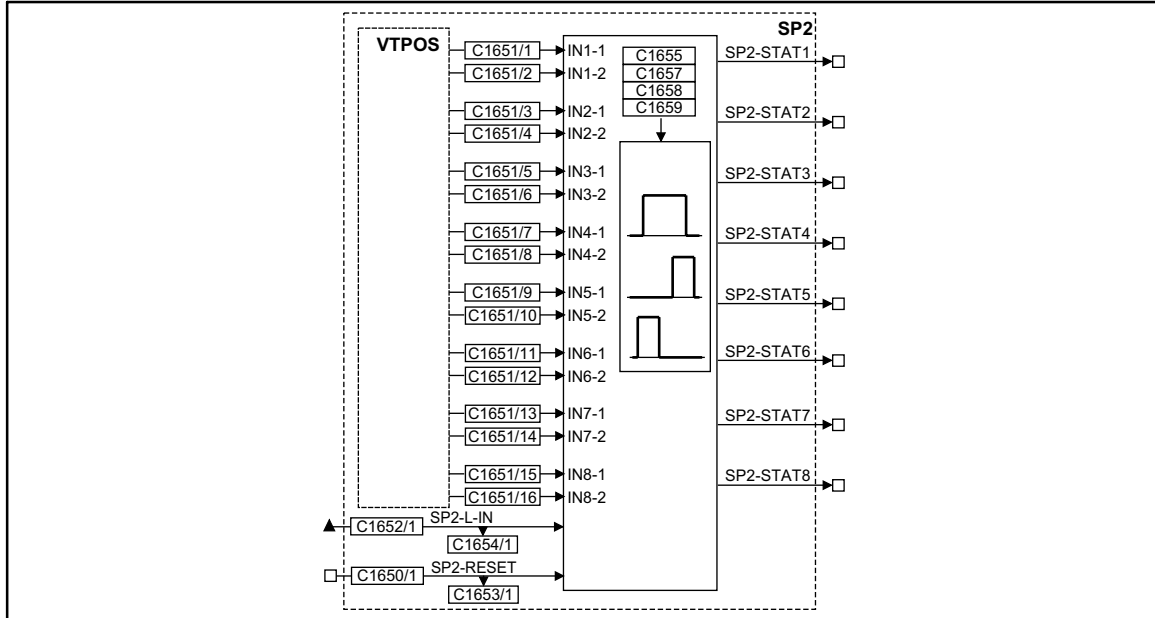 SP2
VTPOS
C1651/1 IN1-1
C1651/2 IN1-2
C1651/3 IN2-1
C1651/4 IN2-2
C1651/5 IN3-1
C1651/6 IN3-2
C1651/7 IN4-1
C1651/8 IN4-2
C1651/9 IN5-1
C1651/10 IN5-2
C1651/11 IN6-1
C1651/12 IN6-2
C1651/13 IN7-1
C1651/14 IN7-2
C1651/15 IN8-1
C1651/16 IN8-2
C1655
C1657
C1658
C1659
SP2-STAT1
SP2-STAT2
SP2-STAT3
SP2-STAT4
SP2-STAT5
SP2-STAT6
SP2-STAT7
SP2-STAT8
C1652/1 SP2-L-IN
C1654/1
C1650/1 SP2-RESET
C1653/1